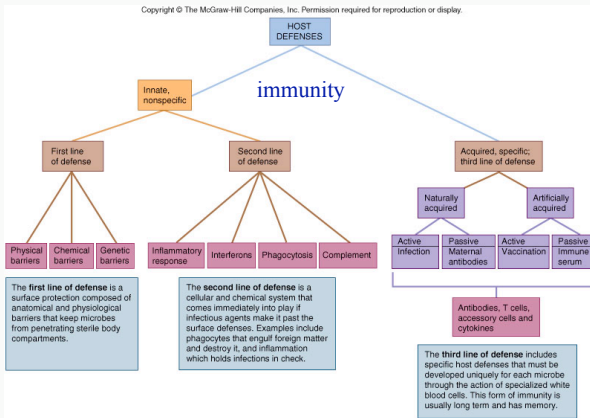 Copyright © The McGraw-Hill Companies, Inc. Permission required for reproduction or display.
HOST
DEFENSES
immunity
Innate,
nonspecific
First line
of defense
Second line
of defense
Acquired, specific;
third line of defense
Naturally
acquired
Artificially
acquired
Physical
barriers
Chemical
barriers
Genetic
barriers
Inflammatory
response
Interferons
Phagocytosis
Complement
Active
Infection
Passive
Maternal
antibodies
Active
Vaccination
Passive
Immune
serum
The first line of defense is a
surface protection composed of
anatomical and physiological
barriers that keep microbes
from penetrating sterile body
compartments.
The second line of defense is a
cellular and chemical system that
comes immediately into play if
infectious agents make it past the
surface defenses. Examples include
phagocytes that engulf foreign matter
and destroy it, and inflammation
which holds infections in check.
Antibodies, T cells,
accessory cells and
cytokines
The third line of defense includes
specific host defenses that must be
developed uniquely for each microbe
through the action of specialized white
blood cells. This form of immunity is
usually long term and has memory.